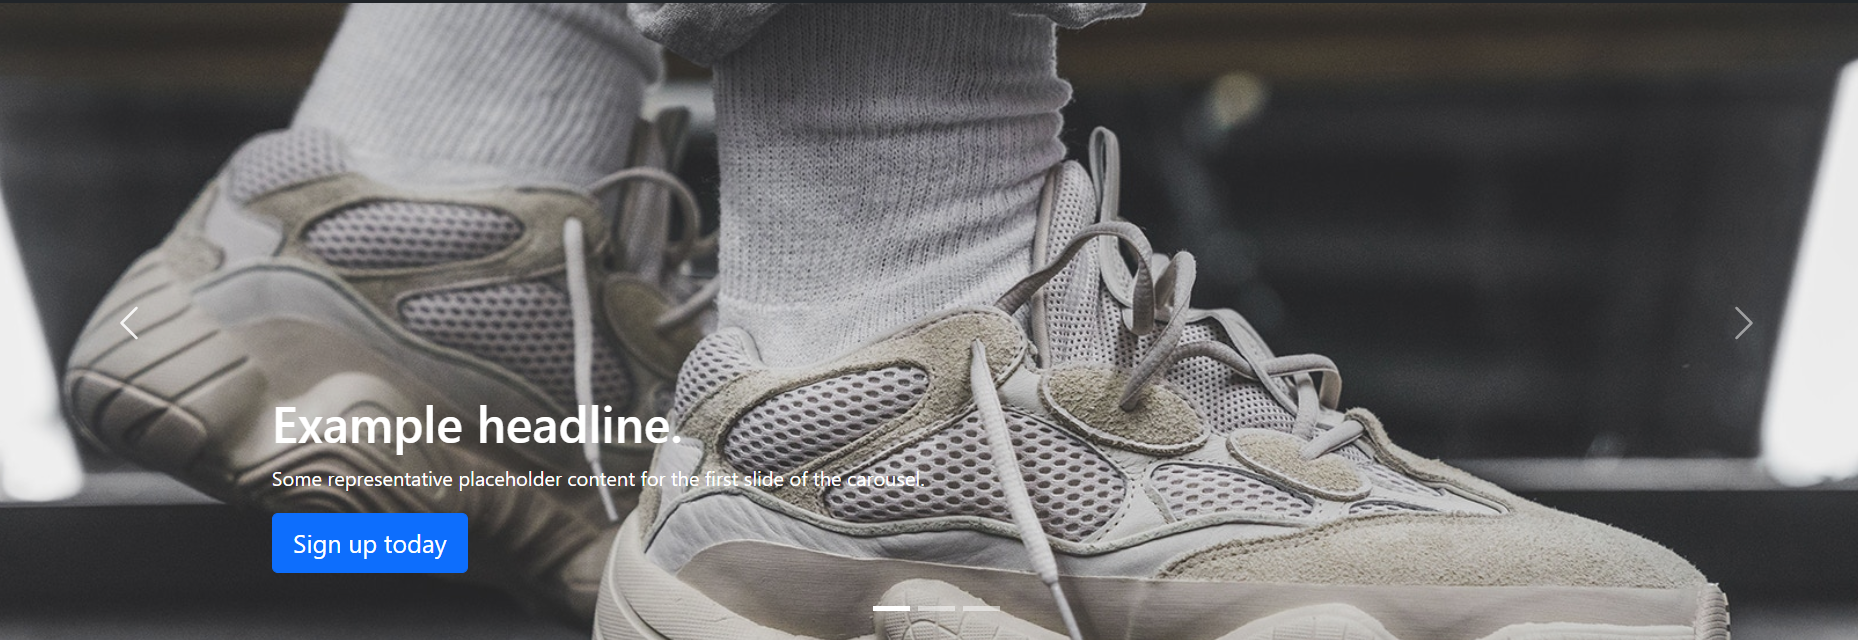 Example headline.
Some representative placeholder content for the first slide of the carousel.
Sign up today